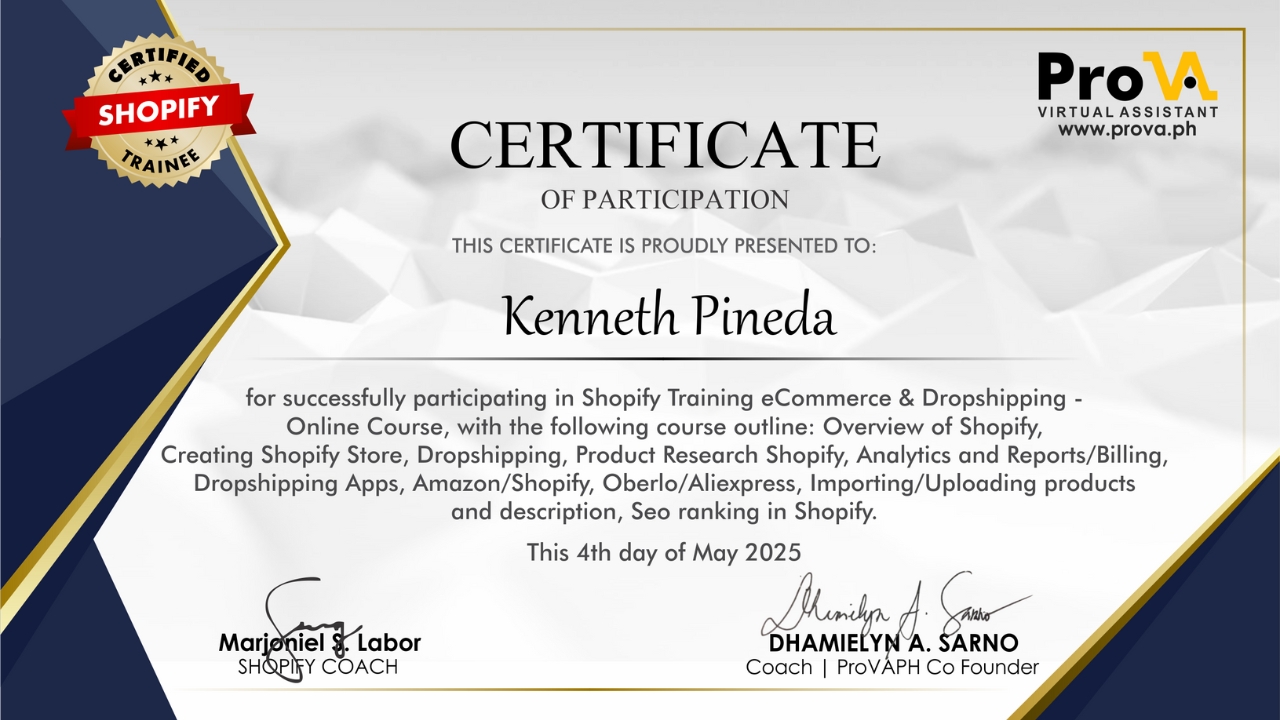 CERTIFIED
SHOPIFY
TRAINEE
ProVA
VIRTUAL ASSISTANT
www.prova.ph
CERTIFICATE
OF PARTICIPATION
THIS CERTIFICATE IS PROUDLY PRESENTED TO:
Kenneth Pineda
for successfully participating in Shopify Training eCommerce & Dropshipping -
Online Course, with the following course outline: Overview of Shopify,
Creating Shopify Store, Dropshipping, Product Research Shopify, Analytics and Reports/Billing,
Dropshipping Apps, Amazon/Shopify, Oberlo/Aliexpress, Importing/Uploading products
and description, Seo ranking in Shopify.
This 4th day of May 2025
Dhamielyn A. Sarno
Marjoniel S. Labor
SHOPIFY COACH
DHAMIELYN A. SARNO
Coach | ProVAPH Co Founder